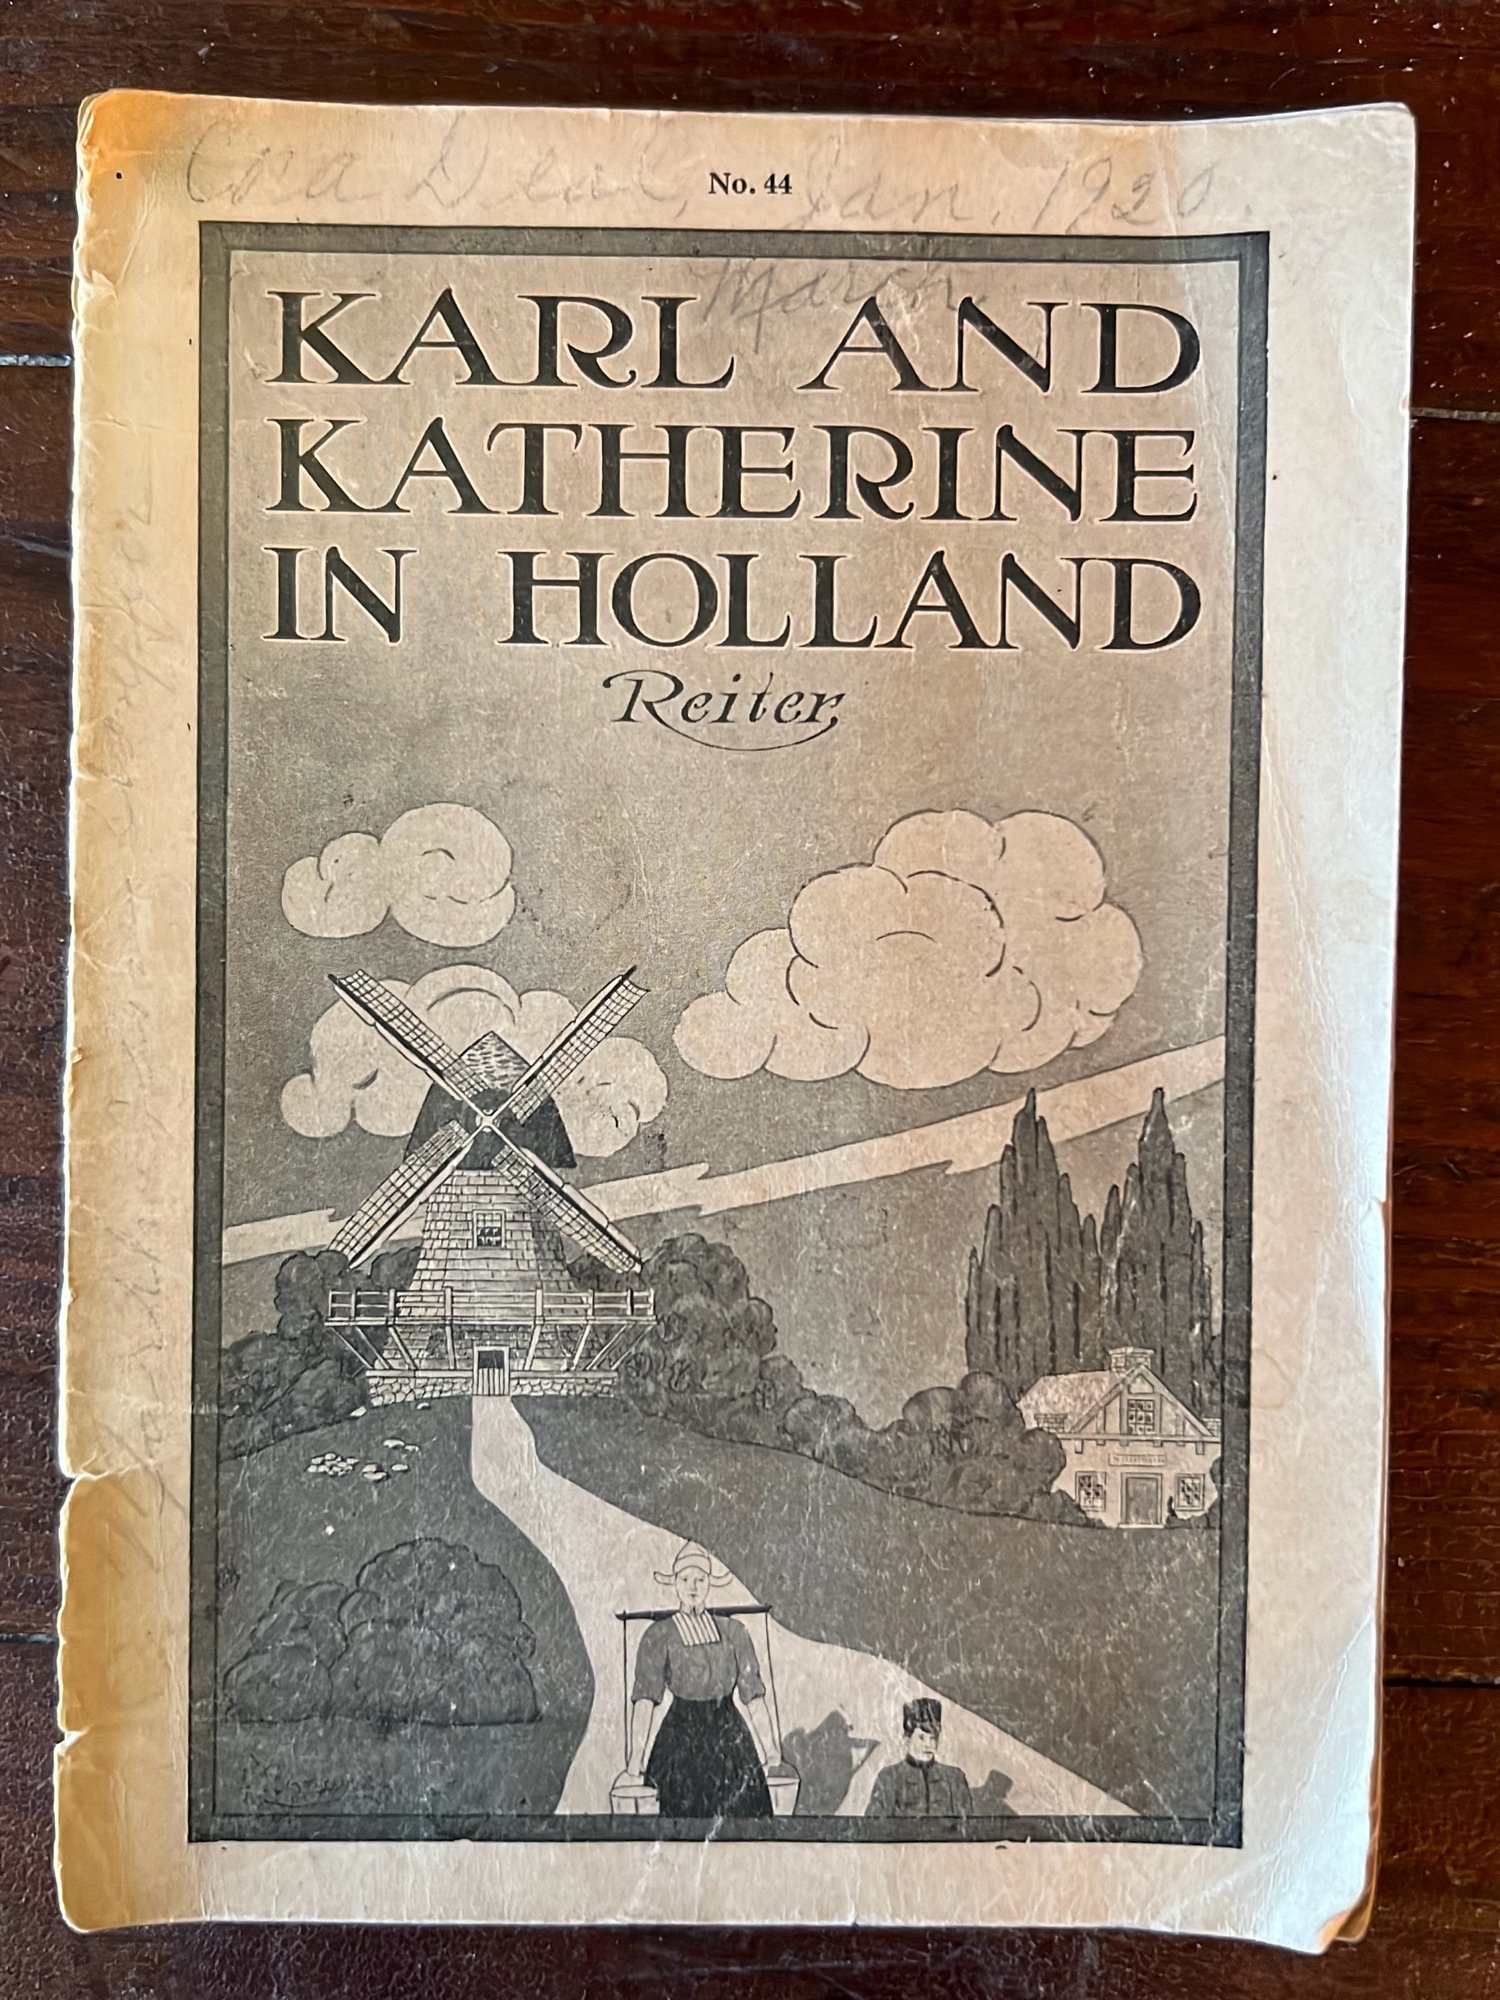 Cora Deal, Jan. 1920.
No. 44
March
KARL AND
KATHERINE
IN HOLLAND
Reiter